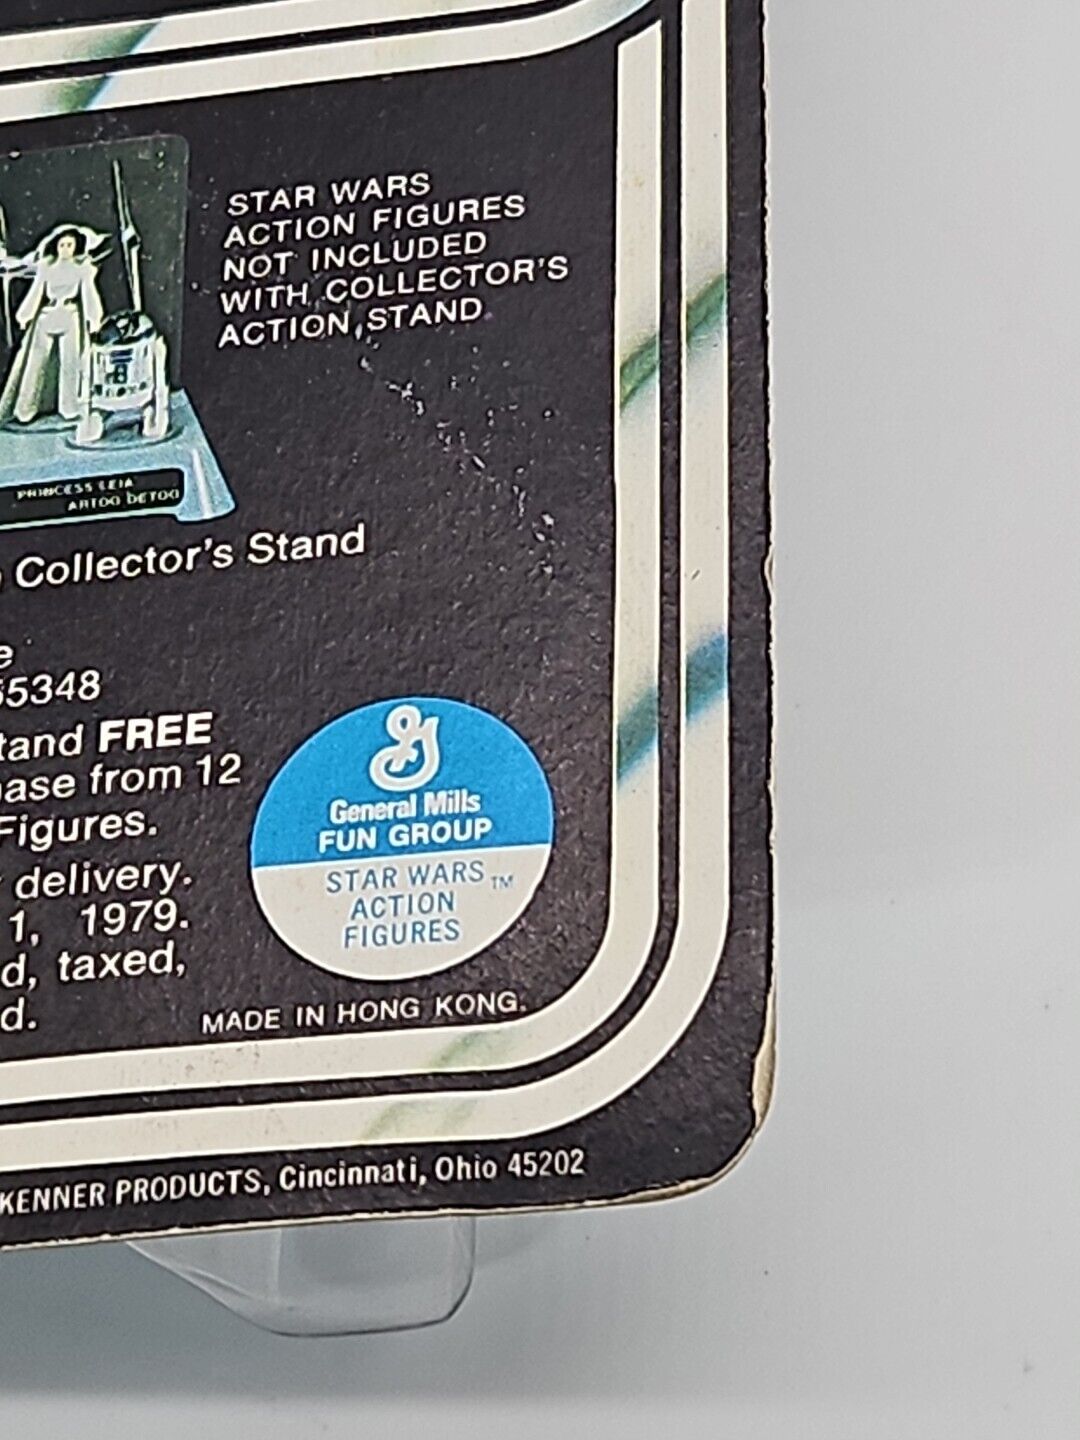 STAR WARS
ACTION FIGURES
NOT INCLUDED
WITH COLLECTOR'S
ACTION STAND
PRINCESS LEIA
ARTOO DETOO
Collector's Stand
e
55348
tand FREE
ase from 12
Figures.
delivery.
1, 1979.
d, taxed,
d.
General Mills
FUN GROUP
STAR WARS TM
ACTION
FIGURES
MADE IN HONG KONG.
KENNER PRODUCTS, Cincinnati, Ohio 45202